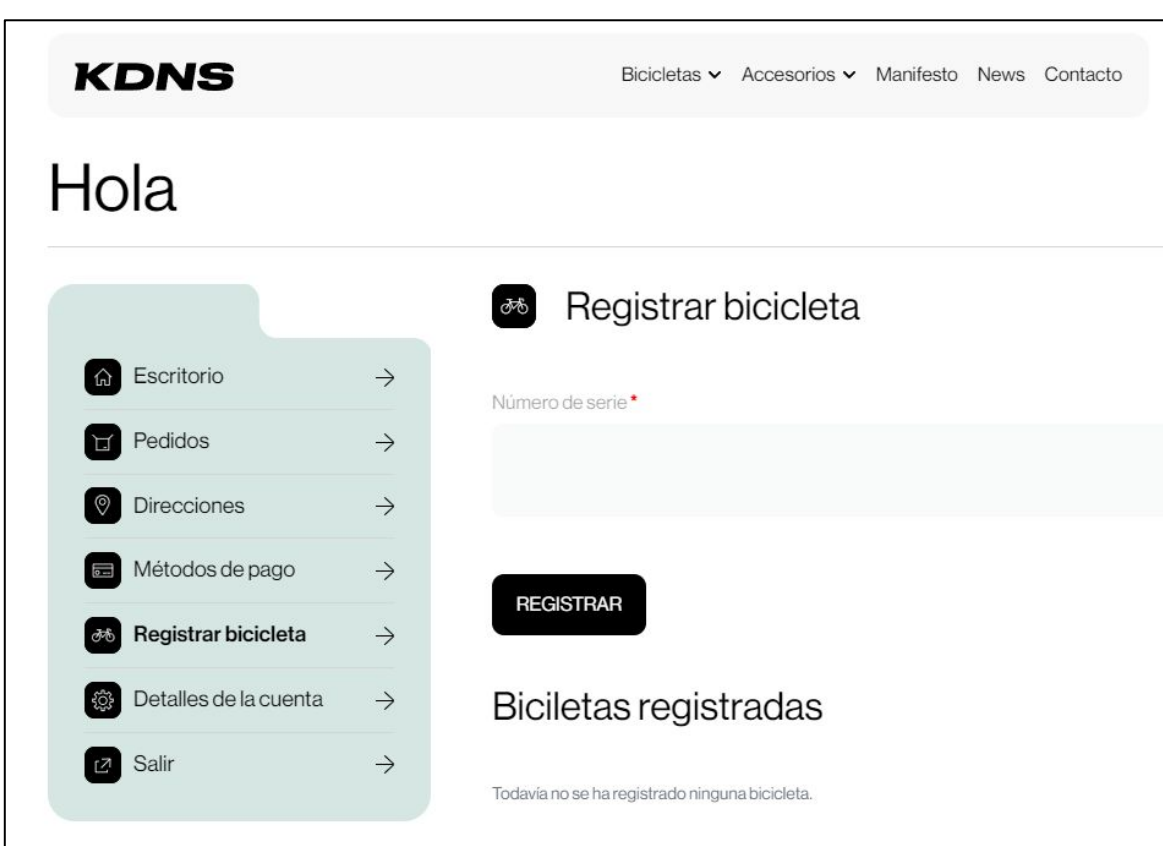 KDNS
Bicicletas Accesorios Manifesto News Contacto
Hola
Escritorio
Pedidos
Direcciones
Métodos de pago
Registrar bicicleta
Detalles de la cuenta
Salir
Registrar bicicleta
Número de serie *
REGISTRAR
Biciletas registradas
Todavía no se ha registrado ninguna bicicleta.